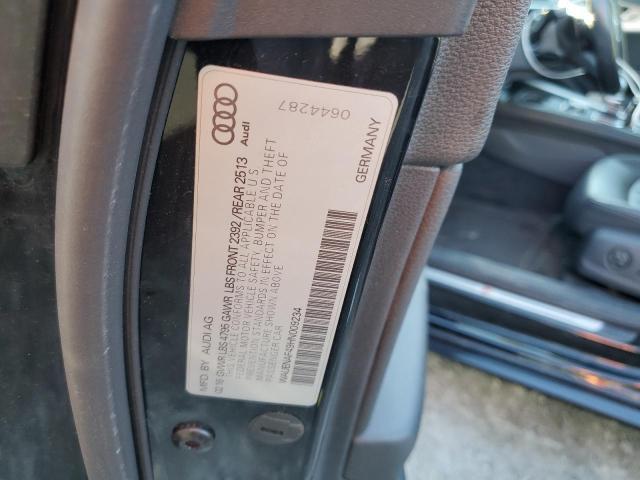 Audi
0644287
MFD. BY AUDI AG GERMANY
02/16 GVWR LBS 4795 GAWR LBS FRONT 2392 / REAR 2513
THIS VEHICLE CONFORMS TO ALL APPLICABLE U'S
FEDERAL MOTOR VEHICLE SAFETY, BUMPER AND THEFT
PREVENTION STANDARDS IN EFFECT ON THE DATE OF
MANUFACTURE SHOWN ABOVE
PASSENGER CAR
WAUBNAF49HN009234